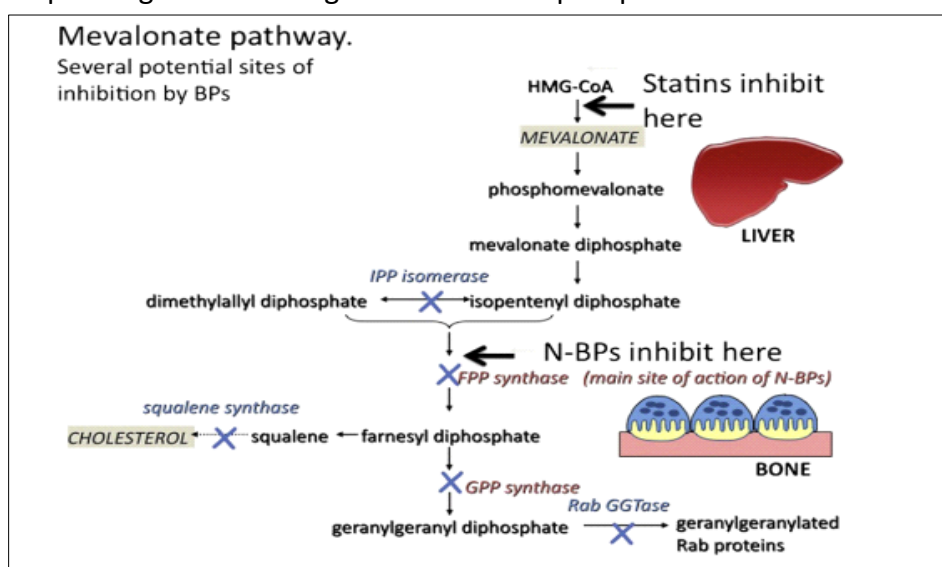 Mevalonate pathway.
Several potential sites of
inhibition by BPs
HMG-CoA
Statins inhibit
here
MEVALONATE
phosphomevalonate
LIVER
mevalonate diphosphate
IPP isomerase
dimethylallyl diphosphate
isopentenyl diphosphate
N-BPs inhibit here
FPP synthase (main site of action of N-BPs)
squalene synthase
CHOLESTEROL
squalene
farnesyl diphosphate
BONE
GPP synthase
Rab GGTase
geranylgeranyl diphosphate
geranylgeranylated
Rab proteins